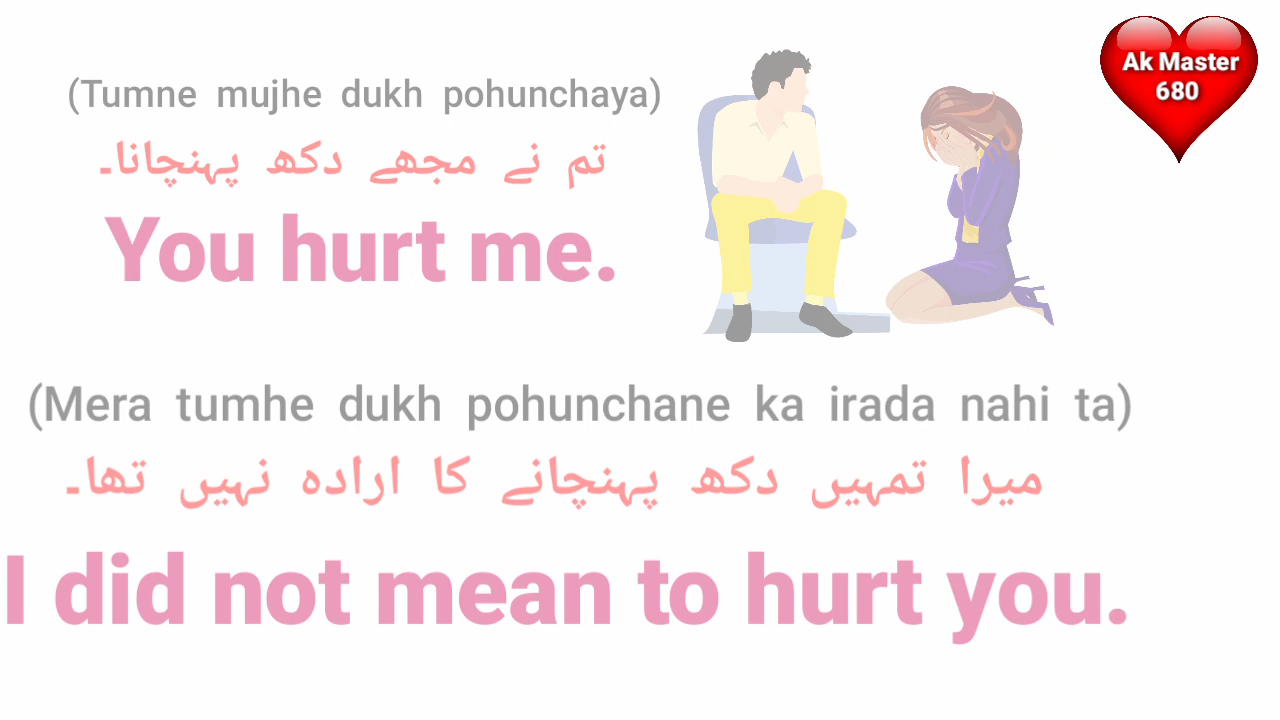 (Tumne mujhe dukh pohunchaya)
تم نے مجھے دکھ پہنچانا۔
You hurt me.
Ak Master
680
(Mera tumhe dukh pohunchane ka irada nahi ta)
میرا تمہیں دکھ پہنچانے کا ارادہ نہیں تھا۔
I did not mean to hurt you.